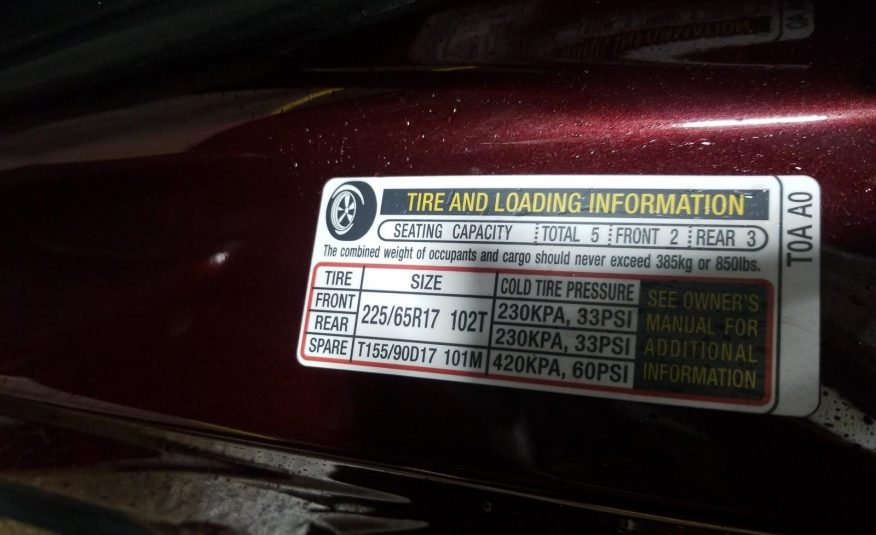 TIRE AND LOADING INFORMATION
SEATING CAPACITY TOTAL 5 FRONT 2 REAR 3
The combined weight of occupants and cargo should never exceed 385kg or 850lbs.
TIRE SIZE COLD TIRE PRESSURE
FRONT 225/65R17 102T 230KPA, 33PSI
REAR 230KPA, 33PSI
SPARE T155/90D17 101M 420KPA, 60PSI
SEE OWNER'S
MANUAL FOR
ADDITIONAL
INFORMATION
T0A A0